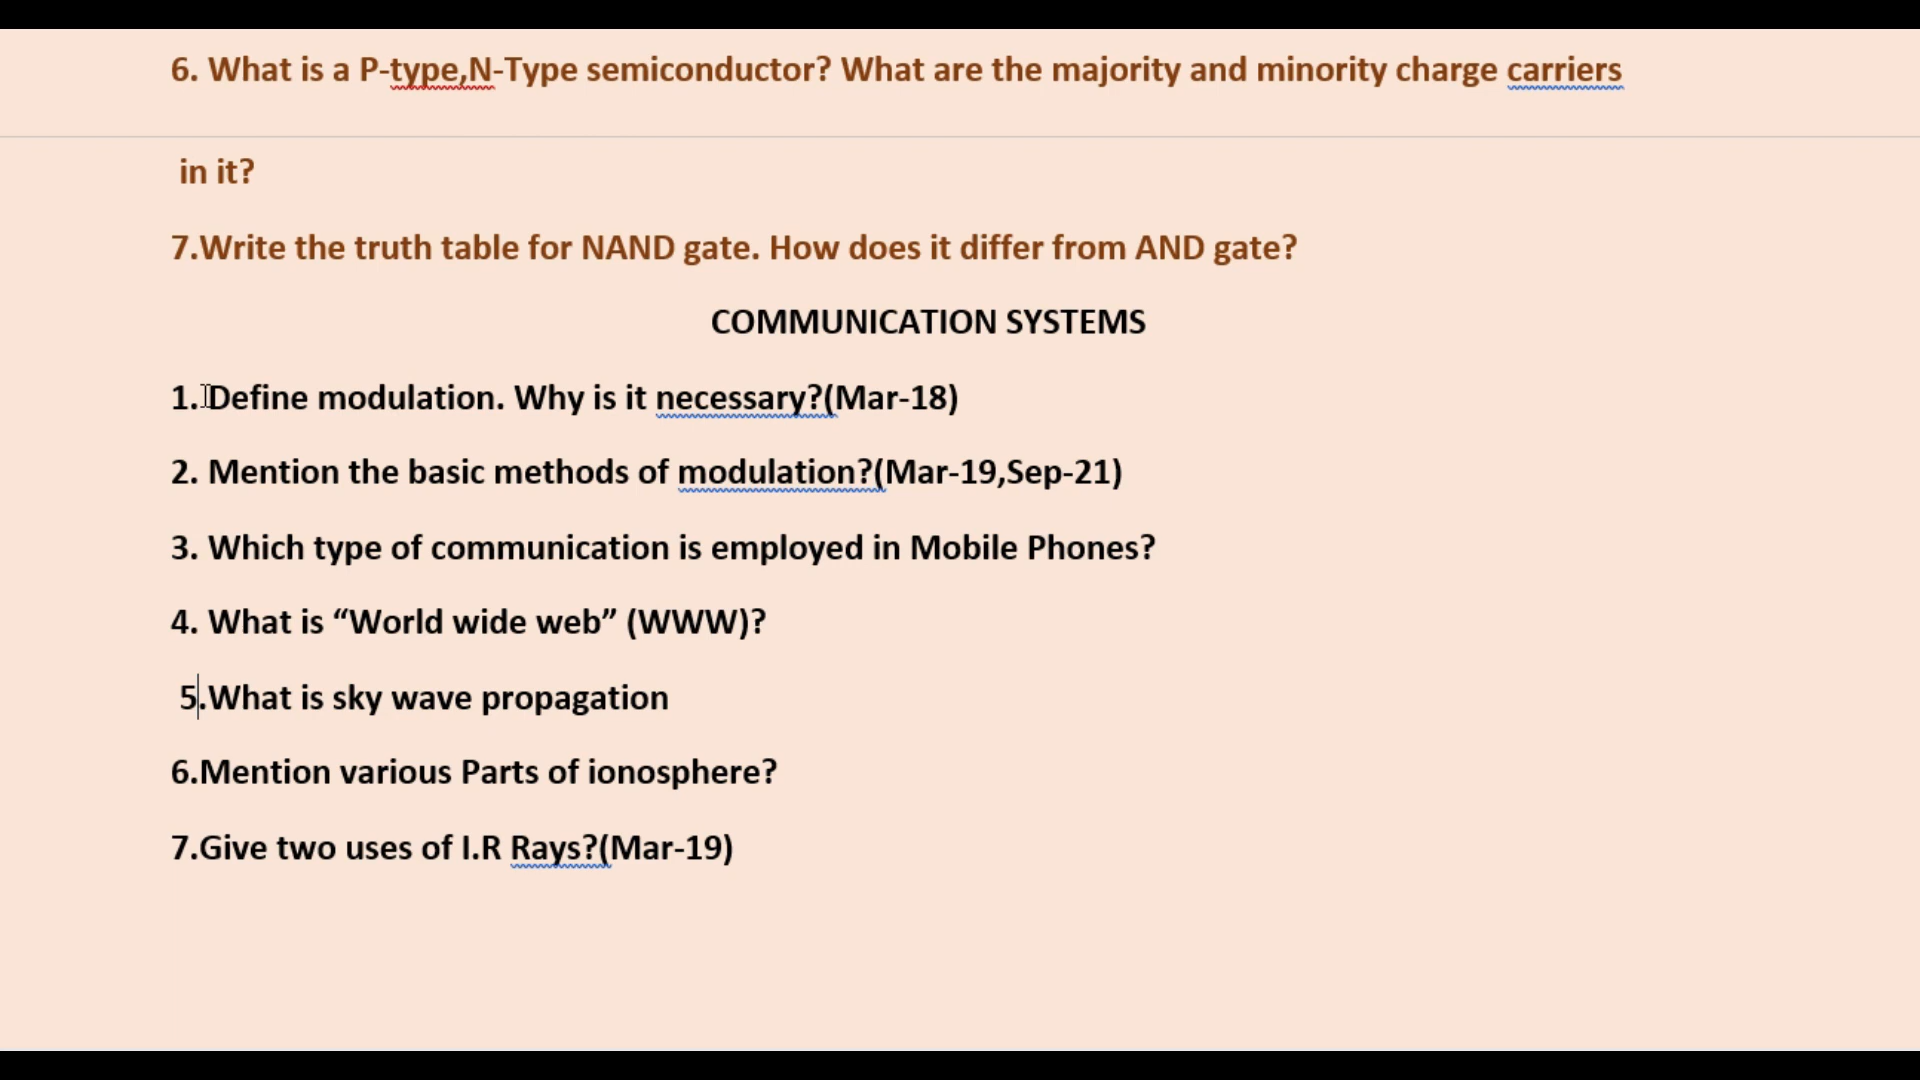 6. What is a P-type,N-Type semiconductor? What are the majority and minority charge carriers
in it?
7.Write the truth table for NAND gate. How does it differ from AND gate?
COMMUNICATION SYSTEMS
1. Define modulation. Why is it necessary?(Mar-18)
2. Mention the basic methods of modulation?(Mar-19,Sep-21)
3. Which type of communication is employed in Mobile Phones?
4. What is “World wide web” (WWW)?
5.What is sky wave propagation
6.Mention various Parts of ionosphere?
7.Give two uses of I.R Rays?(Mar-19)